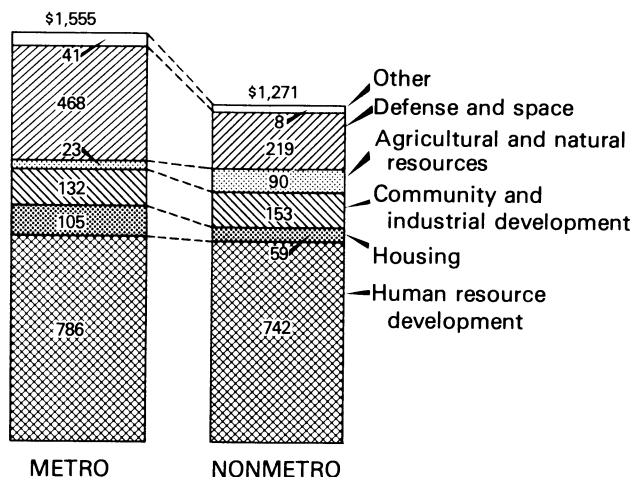 $1,555
41
468
23
132
105
786
METRO
$1,271
8
219
90
153
59
742
NONMETRO
Other
Defense and space
Agricultural and natural
resources
Community and
industrial development
Housing
Human resource
development